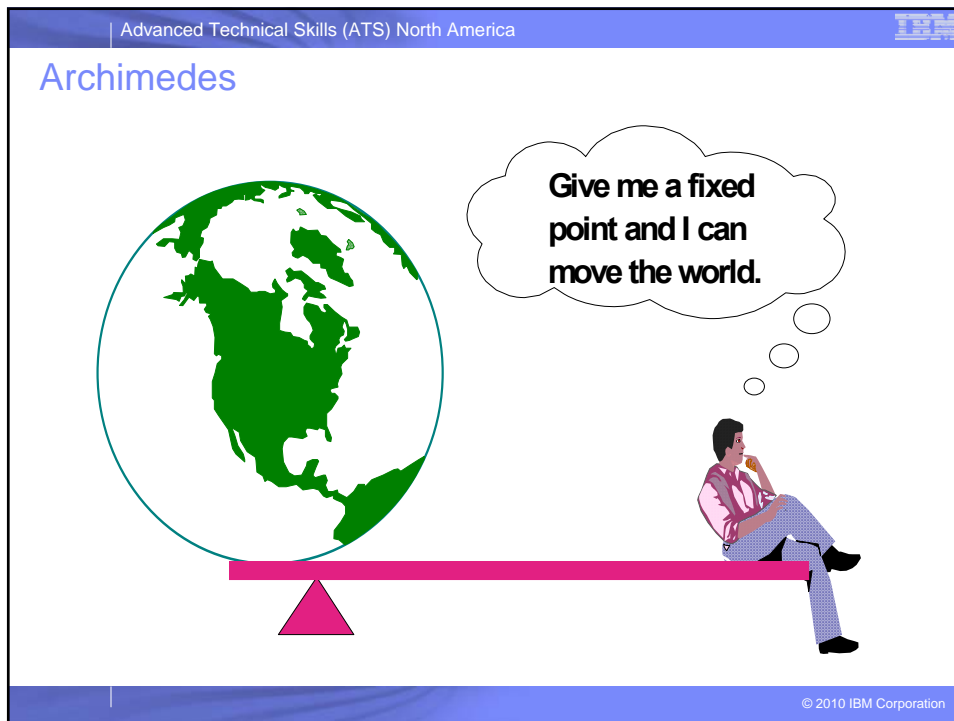 Advanced Technical Skills (ATS) North America
IBM
Archimedes
Give me a fixed
point and I can
move the world.
© 2010 IBM Corporation